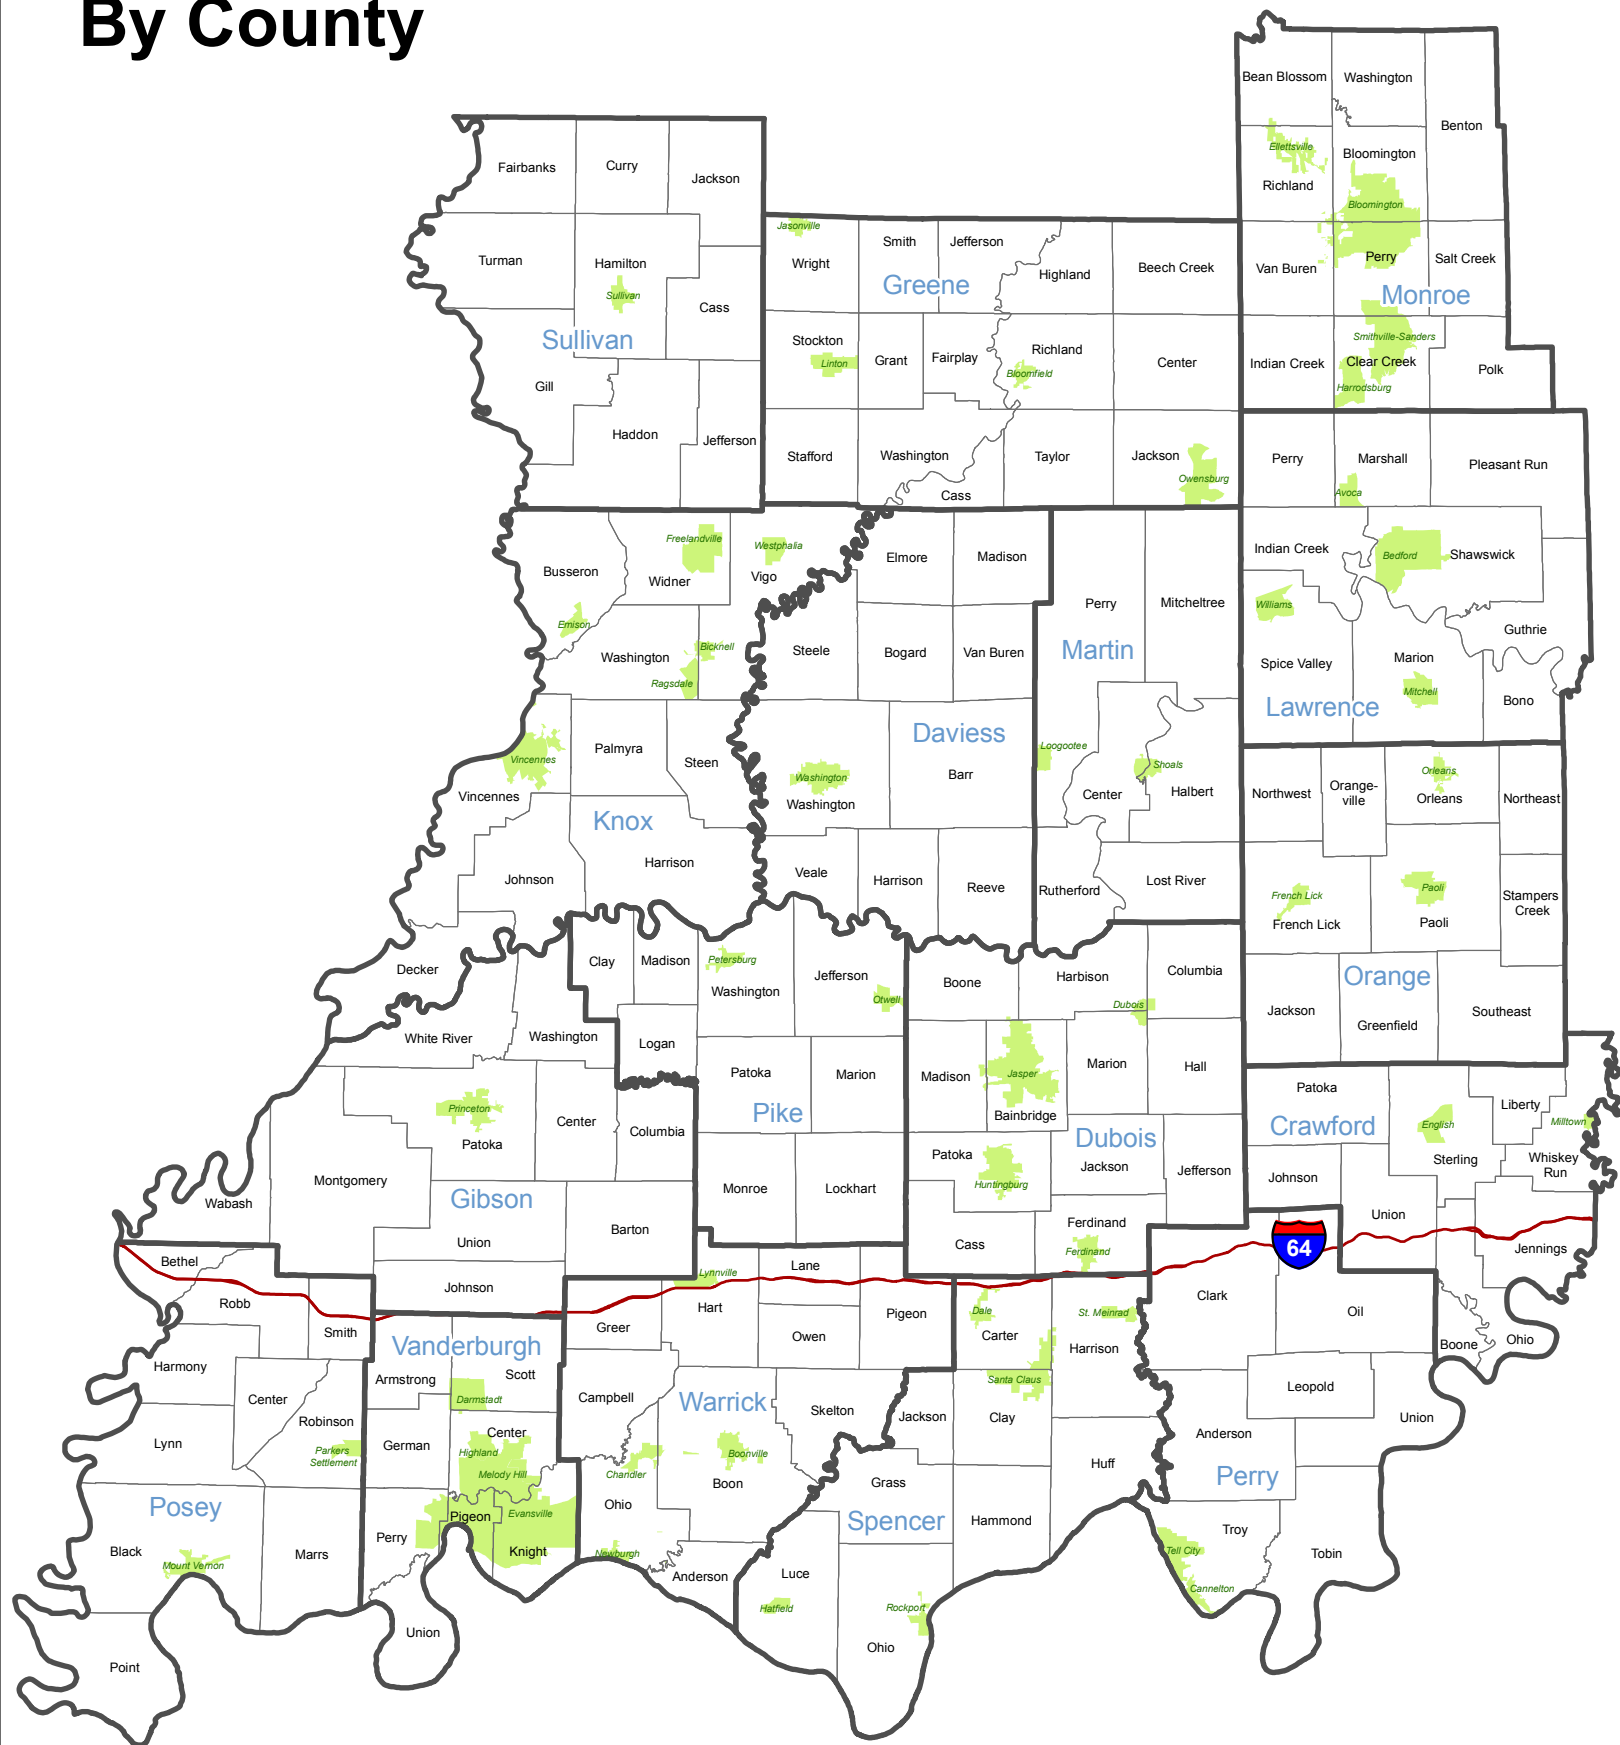 By County
Bean Blossom
Washington
Benton
Ellettsville
Bloomington
Richland
Bloomington
Van Buren
Perry
Salt Creek
Monroe
Smithville-Sanders
Indian Creek
Clear Creek
Polk
Harrodsburg
Fairbanks
Curry
Jackson
Turman
Hamilton
Sullivan
Cass
Sullivan
Gill
Haddon
Jefferson
Jasonville
Wright
Smith
Jefferson
Highland
Beech Creek
Greene
Stockton
Linton
Grant
Fairplay
Richland
Bloomfield
Center
Stafford
Washington
Cass
Taylor
Jackson
Owensburg
Perry
Marshall
Pleasant Run
Avoca
Indian Creek
Bedford
Shawswick
Williams
Guthrie
Spice Valley
Marion
Mitchell
Bono
Lawrence
Busseron
Freelandville
Widner
Westphalia
Vigo
Emison
Washington
Bicknell
Ragsdale
Vincennes
Palmyra
Steen
Vincennes
Knox
Harrison
Johnson
Decker
Elmore
Madison
Steele
Bogard
Van Buren
Daviess
Washington
Washington
Barr
Veale
Harrison
Reeve
Perry
Mitcheltree
Martin
Loogootee
Shoals
Center
Halbert
Rutherford
Lost River
Northwest
Orange-
ville
Orleans
Orleans
Northeast
French Lick
French Lick
Paoli
Paoli
Stampers
Creek
Orange
Jackson
Greenfield
Southeast
White River
Washington
Princeton
Patoka
Center
Columbia
Montgomery
Wabash
Gibson
Union
Barton
Johnson
Clay
Madison
Petersburg
Washington
Jefferson
Otwell
Logan
Patoka
Marion
Pike
Monroe
Lockhart
Boone
Harbison
Columbia
Dubois
Madison
Jasper
Bainbridge
Marion
Hall
Dubois
Patoka
Huntingburg
Jackson
Jefferson
Cass
Ferdinand
Ferdinand
Patoka
Crawford
English
Liberty
Milltown
Sterling
Whiskey
Run
Johnson
Union
Jennings
64
Boone
Ohio
Bethel
Robb
Smith
Harmony
Center
Robinson
Parkers
Settlement
Lynn
Posey
Black
Mount Vernon
Marrs
Point
Vanderburgh
Armstrong
Scott
Darmstadt
German
Center
Highland
Melody Hill
Evansville
Pigeon
Perry
Knight
Union
Lynnville
Lane
Hart
Greer
Owen
Pigeon
Campbell
Warrick
Skelton
Chandler
Boonville
Boon
Ohio
Newburgh
Anderson
Dale
Carter
St. Meinrad
Harrison
Santa Claus
Jackson
Clay
Grass
Huff
Spencer
Hammond
Luce
Hatfield
Rockport
Ohio
Clark
Oil
Leopold
Union
Anderson
Perry
Troy
Tell City
Cannelton
Tobin